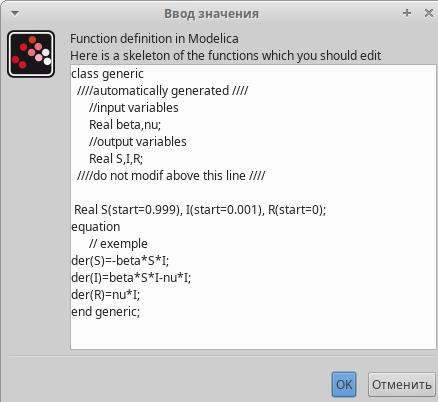 Ввод значения
Function definition in Modelica
Here is a skeleton of the functions which you should edit
class generic
////automatically generated ////
//input variables
Real beta,nu;
//output variables
Real S,I,R;
////do not modif above this line ////
Real S(start=0.999), I(start=0.001), R(start=0);
equation
// exemple
der(S)=-beta*S*I;
der(I)=beta*S*I-nu*I;
der(R)=nu*I;
end generic;
OK
Отменить